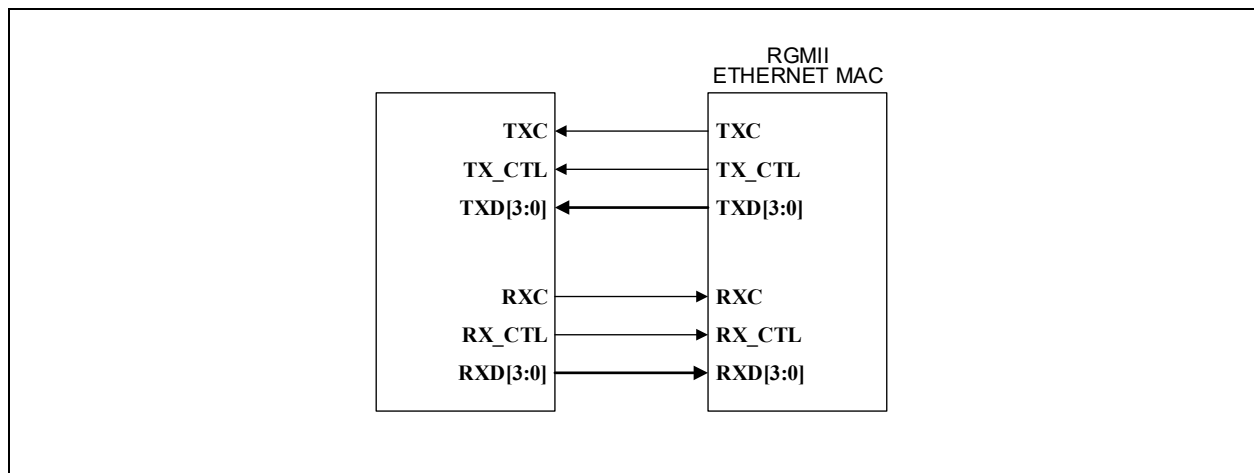 RGMII
ETHERNET MAC
TXC TXC
TX_CTL TX_CTL
TXD[3:0] TXD[3:0]
RXC RXC
RX_CTL RX_CTL
RXD[3:0] RXD[3:0]